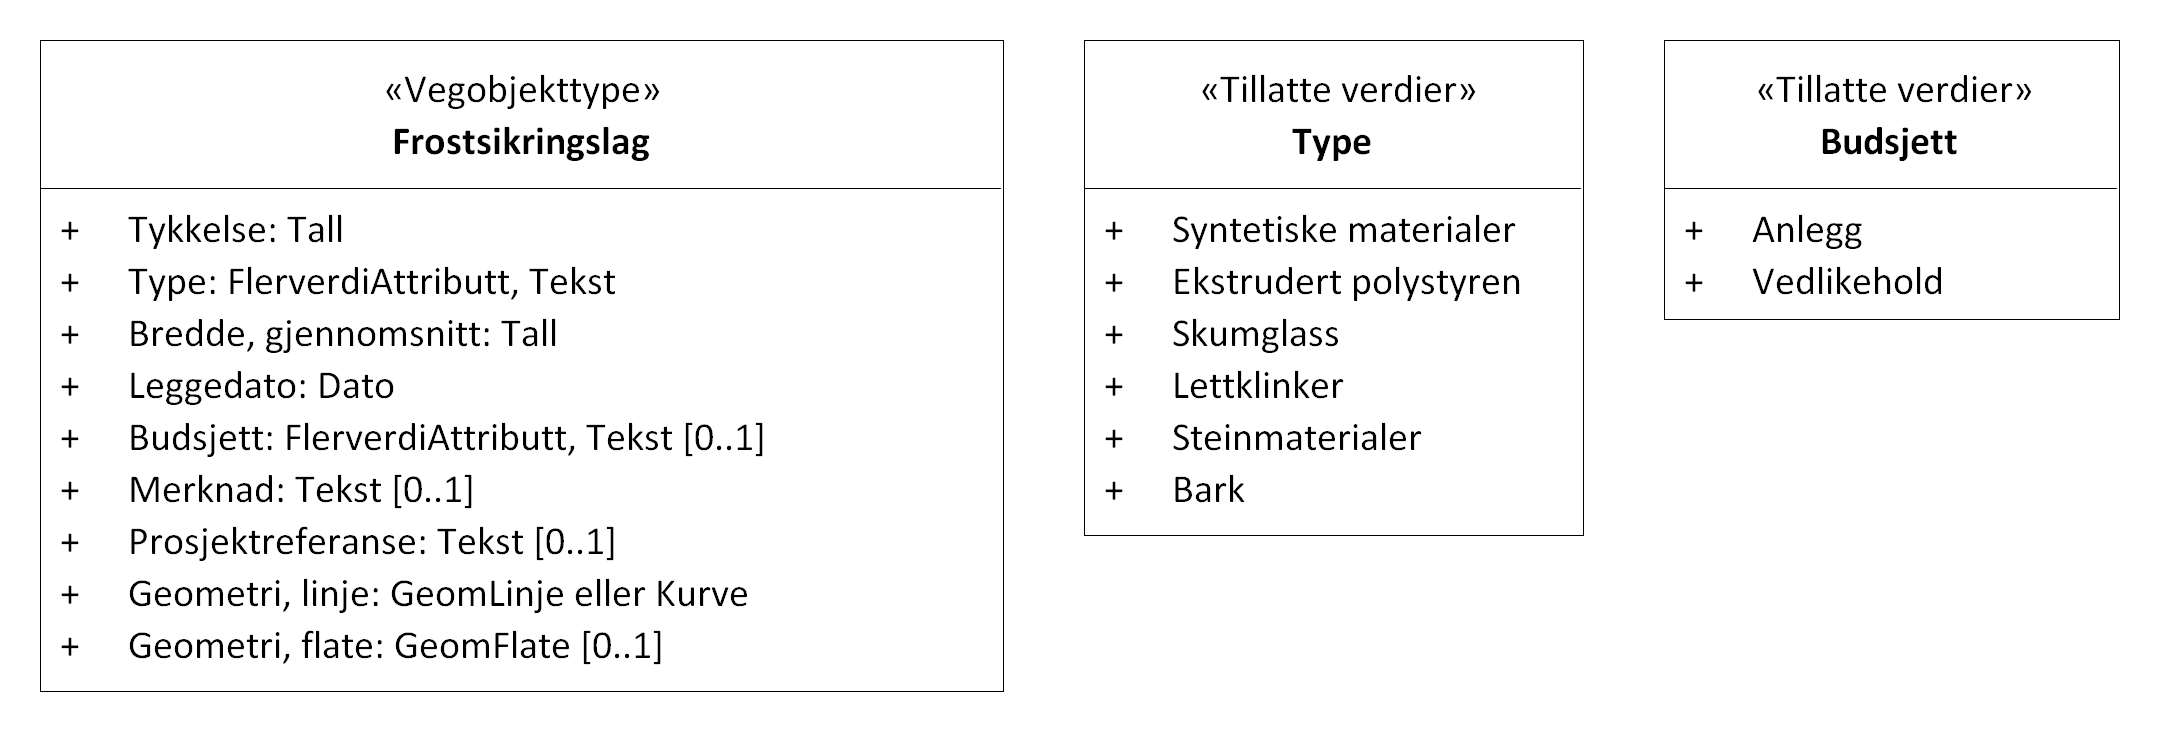 «Vegobjekttype»
Frostsikringslag
+ Tykkelse: Tall
+ Type: FlerverdiAttributt, Tekst
+ Bredde, gjennomsnitt: Tall
+ Leggedato: Dato
+ Budsjett: FlerverdiAttributt, Tekst [0..1]
+ Merknad: Tekst [0..1]
+ Prosjektreferanse: Tekst [0..1]
+ Geometri, linje: GeomLinje eller Kurve
+ Geometri, flate: GeomFlate [0..1]
«Tillatte verdier»
Type
+ Syntetiske materialer
+ Ekstrudert polystyren
+ Skumglass
+ Lettklinker
+ Steinmaterialer
+ Bark
«Tillatte verdier»
Budsjett
+ Anlegg
+ Vedlikehold